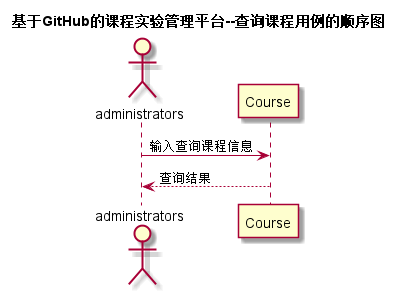 基于GitHub的课程实验管理平台--查询课程用例的顺序图
administrators
Course
输入查询课程信息
查询结果
administrators
Course